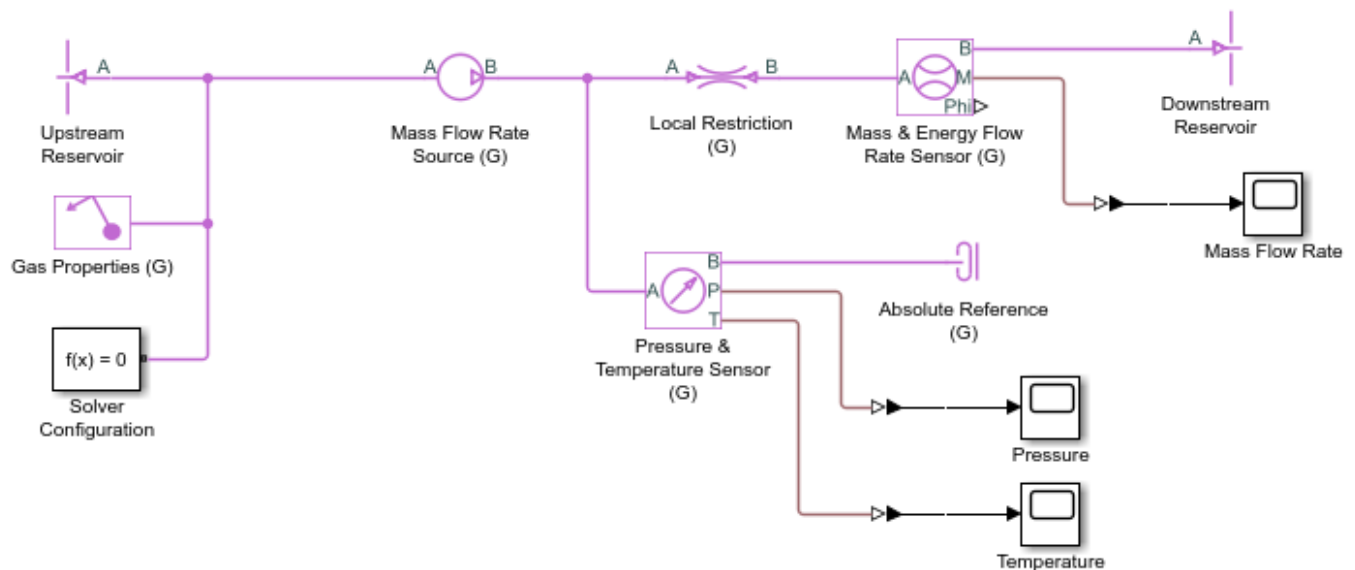 A
Upstream
Reservoir
A
B
Mass Flow Rate
Source (G)
A
B
Local Restriction
(G)
A
B
M
Phi
Mass & Energy Flow
Rate Sensor (G)
A
Downstream
Reservoir
Mass Flow Rate
Gas Properties (G)
f(x) = 0
Solver
Configuration
A
B
P
T
Pressure &
Temperature Sensor
(G)
Absolute Reference
(G)
Pressure
Temperature